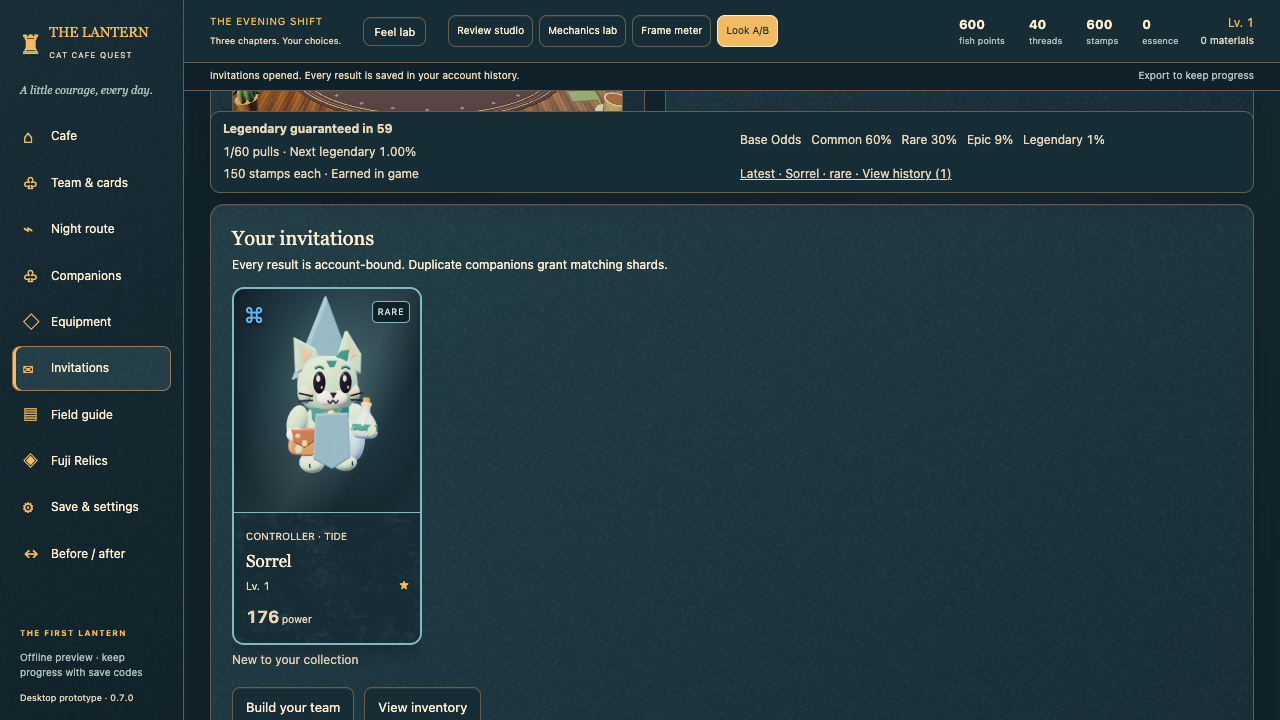 THE LANTERN
CAT CAFE QUEST
A little courage, every day.
Cafe
Team & cards
Night route
Companions
Equipment
Invitations
Field guide
Fuji Relics
Save & settings
Before / after
THE FIRST LANTERN
Offline preview · keep
progress with save codes
Desktop prototype · 0.7.0
THE EVENING SHIFT
Three chapters. Your choices.
Feel lab
Review studio
Mechanics lab
Frame meter
Look A/B
600
fish points
40
threads
600
stamps
0
essence
Lv. 1
0 materials
Invitations opened. Every result is saved in your account history.
Export to keep progress
Legendary guaranteed in 59
1/60 pulls · Next legendary 1.00%
150 stamps each · Earned in game
Base Odds Common 60% Rare 30% Epic 9% Legendary 1%
Latest · Sorrel · rare · View history (1)
Your invitations
Every result is account-bound. Duplicate companions grant matching shards.
RARE
CONTROLLER · TIDE
Sorrel
Lv. 1
176 power
New to your collection
Build your team
View inventory